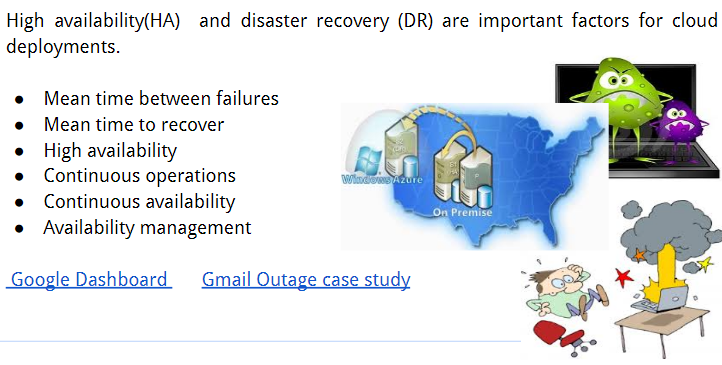 High availability(HA) and disaster recovery (DR) are important factors for cloud
deployments.
● Mean time between failures
● Mean time to recover
● High availability
● Continuous operations
● Continuous availability
● Availability management
Windows Azure
On Premise
Google Dashboard Gmail Outage case study